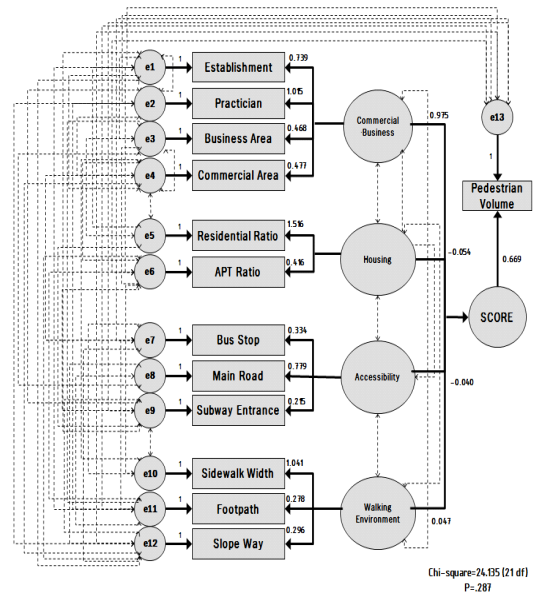 e1
1
Establishment
0.739
e2
1
Practician
1.015
e3
1
Business Area
0.468
e4
1
Commercial Area
0.477
Commercial
-Business
0.975
e13
1
Pedestrian
Volume
e5
1
Residential Ratio
1.516
e6
1
APT Ratio
0.416
Housing
-0.054
0.669
SCORE
e7
1
Bus Stop
0.334
e8
1
Main Road
0.779
e9
1
Subway Entrance
0.215
Accessibility
-0.040
e10
1
Sidewalk Width
1.041
e11
1
Footpath
0.278
e12
1
Slope Way
0.296
Walking
Environment
0.047
Chi-square=24.135 (21 df)
P=.287